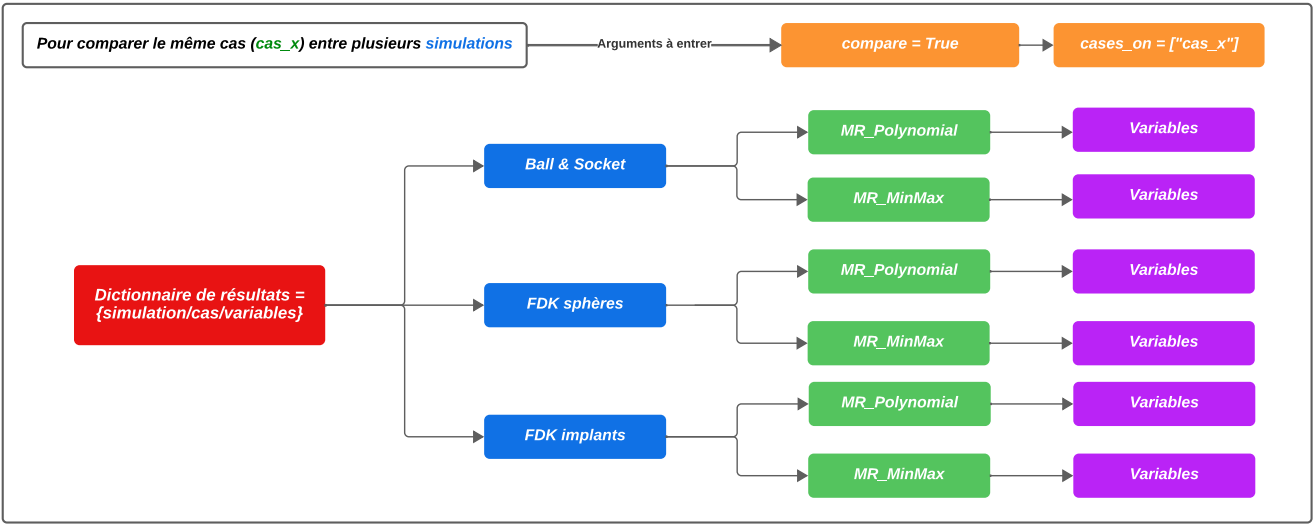 Pour comparer le même cas (cas_x) entre plusieurs simulations
Arguments à entrer
compare = True
cases_on = ["cas_x"]
Dictionnaire de résultats =
{simulation/cas/variables}
Ball & Socket
MR_Polynomial
Variables
MR_MinMax
Variables
FDK sphères
MR_Polynomial
Variables
MR_MinMax
Variables
FDK implants
MR_Polynomial
Variables
MR_MinMax
Variables